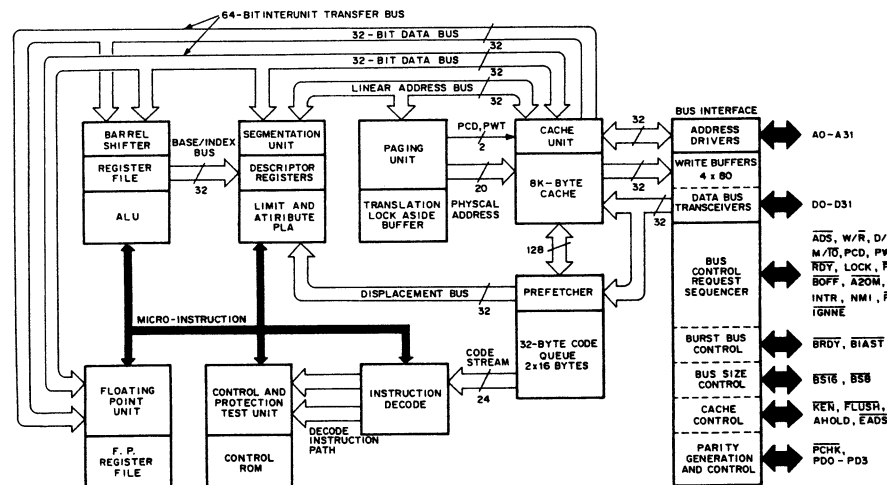 64-BIT INTERUNIT TRANSFER BUS
32-BIT DATA BUS
32
32-BIT DATA BUS
32
LINEAR ADDRESS BUS
32
BARREL
SHIFTER
REGISTER
FILE
ALU
BASE/INDEX
BUS
32
SEGMENTATION
UNIT
DESCRIPTOR
REGISTERS
LIMIT AND
ATIRIBUTE
PLA
PAGING
UNIT
TRANSLATION
LOCK ASIDE
BUFFER
PCD, PWT
2
20
PHYSCAL
ADDRESS
CACHE
UNIT
8K-BYTE
CACHE
32
32
32
128
BUS INTERFACE
ADDRESS
DRIVERS
WRITE BUFFERS
4 x 80
DATA BUS
TRANSCEIVERS
BUS
CONTROL
REQUEST
SEQUENCER
BURST BUS
CONTROL
BUS SIZE
CONTROL
CACHE
CONTROL
PARITY
GENERATION
AND CONTROL
A0-A31
D0-D31
ADS, W/R, D/
M/IO, PCD, PW
RDY, LOCK,
BOFF, A20M,
INTR, NMI,
IGNNE
BRDY, BIAST
BS16, BS8
KEN, FLUSH,
AHOLD, EADS
PCHK,
PD0-PD3
DISPLACEMENT BUS
32
PREFETCHER
32-BYTE CODE
QUEUE
2x16 BYTES
MICRO-INSTRUCTION
CODE
STREAM
24
FLOATING
POINT
UNIT
F.P.
REGISTER
FILE
CONTROL AND
PROTECTION
TEST UNIT
CONTROL
ROM
INSTRUCTION
DECODE
DECODE
INSTRUCTION
PATH